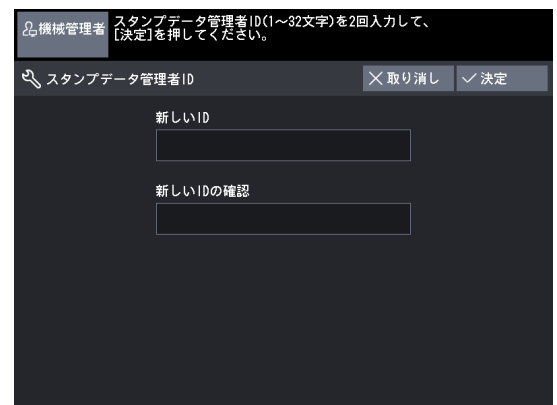 機械管理者
スタンプデータ管理者ID(1～32文字)を2回入力して、
[決定]を押してください。
スタンプデータ管理者ID
取り消し
決定
新しいID
新しいIDの確認